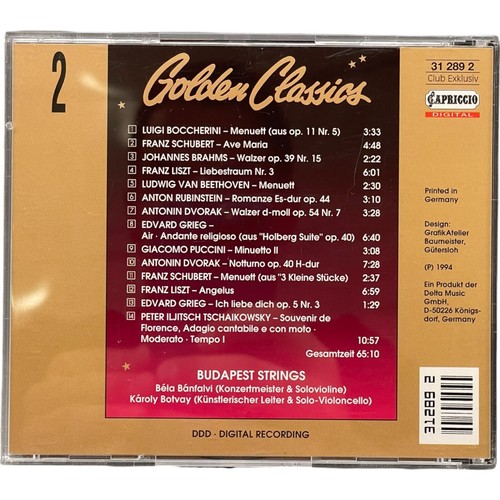 2
Golden Classics
31 289 2
Club Exklusiv
CAPRICCIO
DIGITAL
1 LUIGI BOCCHERINI – Menuett (aus op. 11 Nr. 5) 3:33
2 FRANZ SCHUBERT – Ave Maria 4:48
3 JOHANNES BRAHMS – Walzer op. 39 Nr. 15 2:22
4 FRANZ LISZT – Liebestraum Nr. 3 6:01
5 LUDWIG VAN BEETHOVEN – Menuett 2:30
6 ANTON RUBINSTEIN – Romanze Es-dur op. 44 3:10
7 ANTONIN DVORAK – Walzer d-moll op. 54 Nr. 7 3:28
8 EDVARD GRIEG –
Air · Andante religioso (aus "Holberg Suite" op. 40) 6:40
9 GIACOMO PUCCINI – Minuetto II 3:08
10 ANTONIN DVORAK – Notturno op. 40 H-dur 7:28
11 FRANZ SCHUBERT – Menuett (aus "3 Kleine Stücke) 2:37
12 FRANZ LISZT – Angelus 6:59
13 EDVARD GRIEG – Ich liebe dich op. 5 Nr. 3 1:29
14 PETER ILJITSCH TSCHAIKOWSKY – Souvenir de
Florence, Adagio cantabile e con moto ·
Moderato · Tempo I 10:57
Gesamtzeit 65:10
BUDAPEST STRINGS
Béla Bánfalvi (Konzertmeister & Solovioline)
Károly Botvay (Künstlerischer Leiter & Solo-Violoncello)
DDD - DIGITAL RECORDING
Printed in
Germany
Design:
GrafikAtelier
Baumeister,
Gütersloh
(P) 1994
Ein Produkt der
Delta Music
GmbH,
D-50226 Königs-
dorf, Germany
31289 2